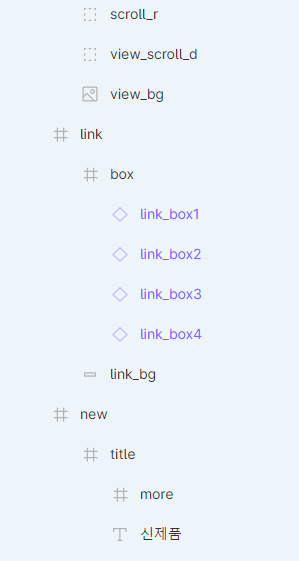 scroll_r
view_scroll_d
view_bg
link
box
link_box1
link_box2
link_box3
link_box4
link_bg
new
title
more
신제품